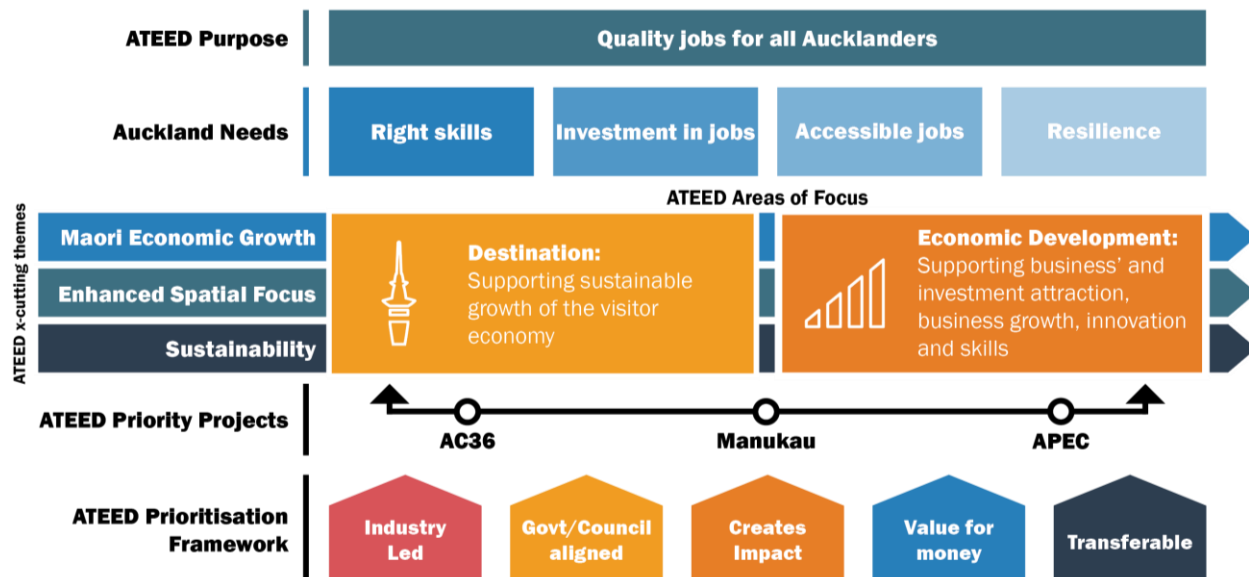 ATEED Purpose
Quality jobs for all Aucklanders
Auckland Needs
Right skills
Investment in jobs
Accessible jobs
Resilience
ATEED Areas of Focus
ATEED x-cutting themes
Maori Economic Growth
Enhanced Spatial Focus
Sustainability
Destination:
Supporting sustainable
growth of the visitor
economy
Economic Development:
Supporting business’ and
investment attraction,
business growth, innovation
and skills
ATEED Priority Projects
AC36
Manukau
APEC
ATEED Prioritisation
Framework
Industry
Led
Govt/Council
aligned
Creates
Impact
Value for
money
Transferable